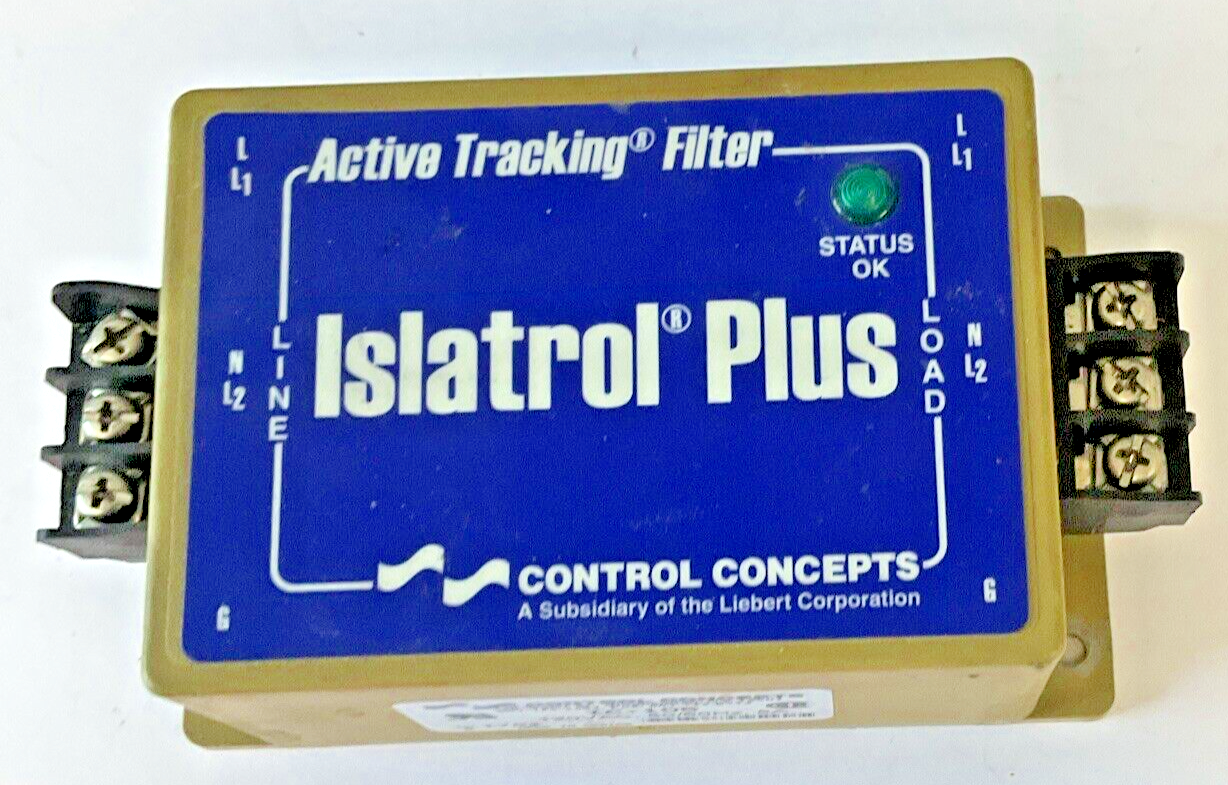 Active Tracking® Filter
L
L1
L
L1
STATUS
OK
Islatrol® Plus
LINE
LOAD
N
L2
N
L2
CONTROL CONCEPTS
A Subsidiary of the Liebert Corporation
G
G